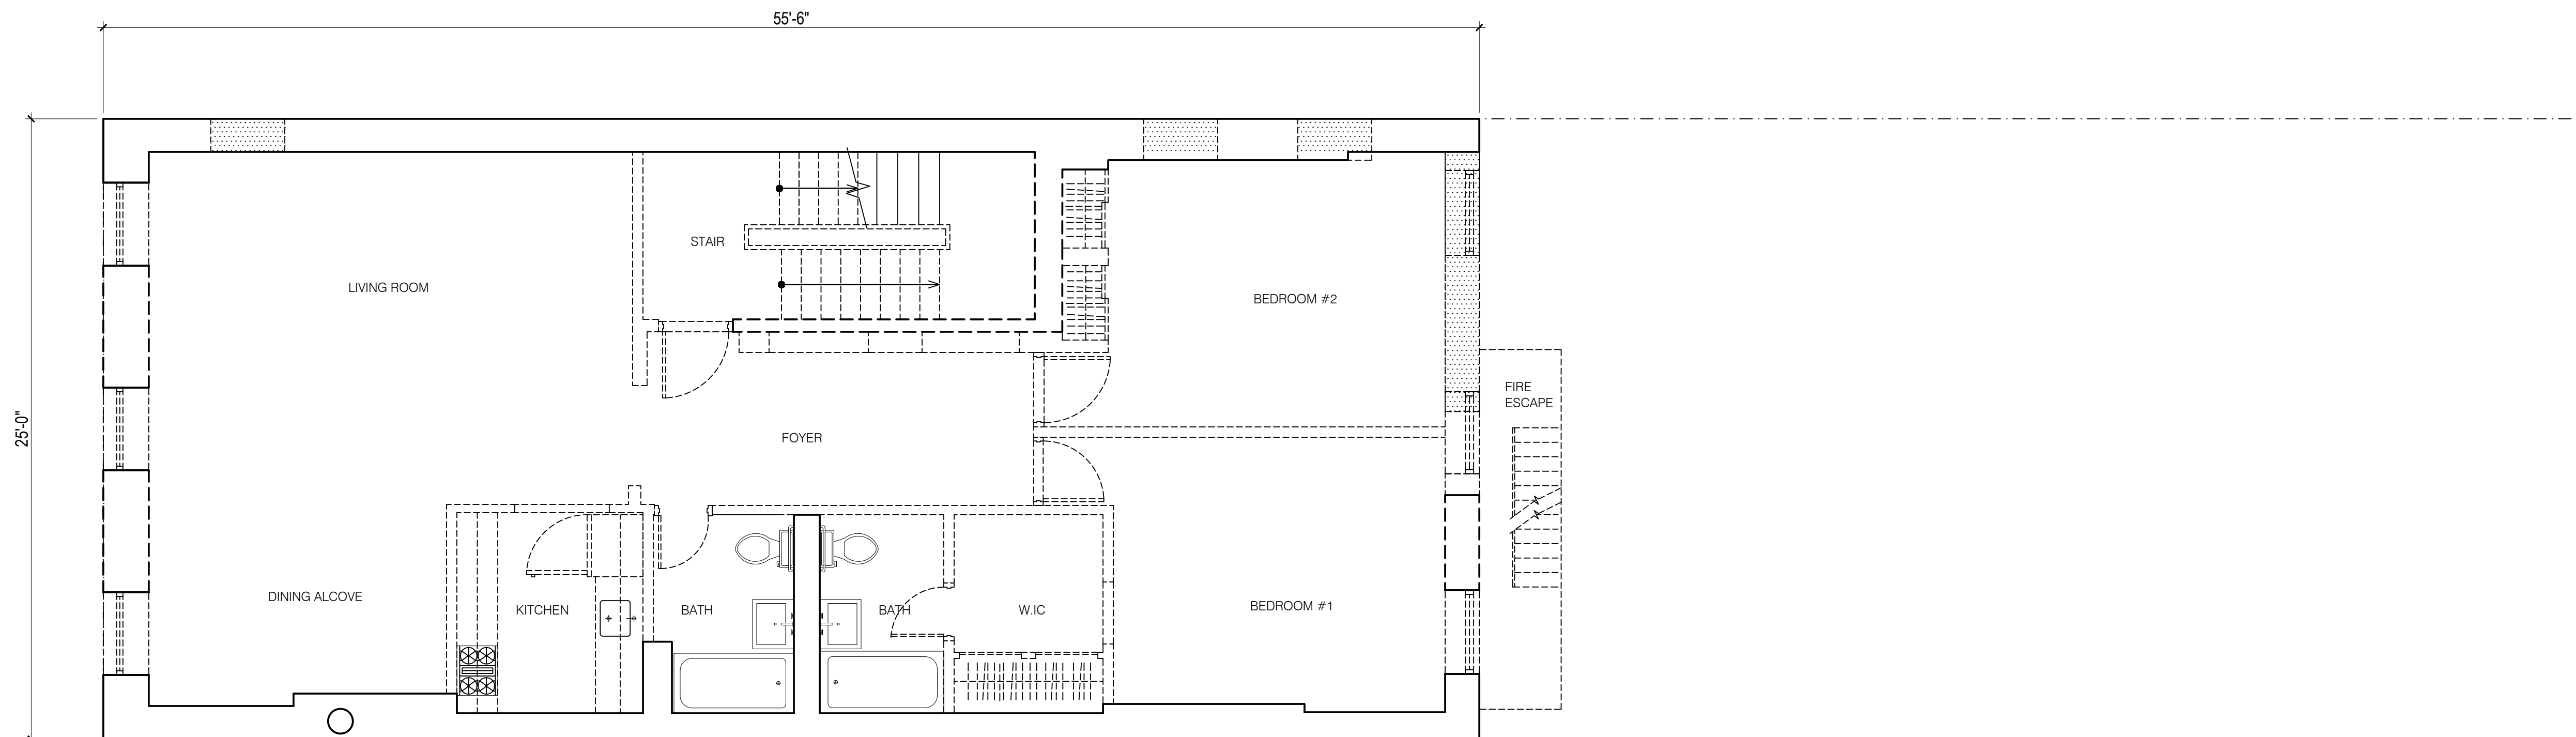 55'-6"
STAIR
LIVING ROOM
BEDROOM #2
FIRE
ESCAPE
25'-0"
FOYER
DINING ALCOVE
KITCHEN
BATH
BATH
W.IC
BEDROOM #1